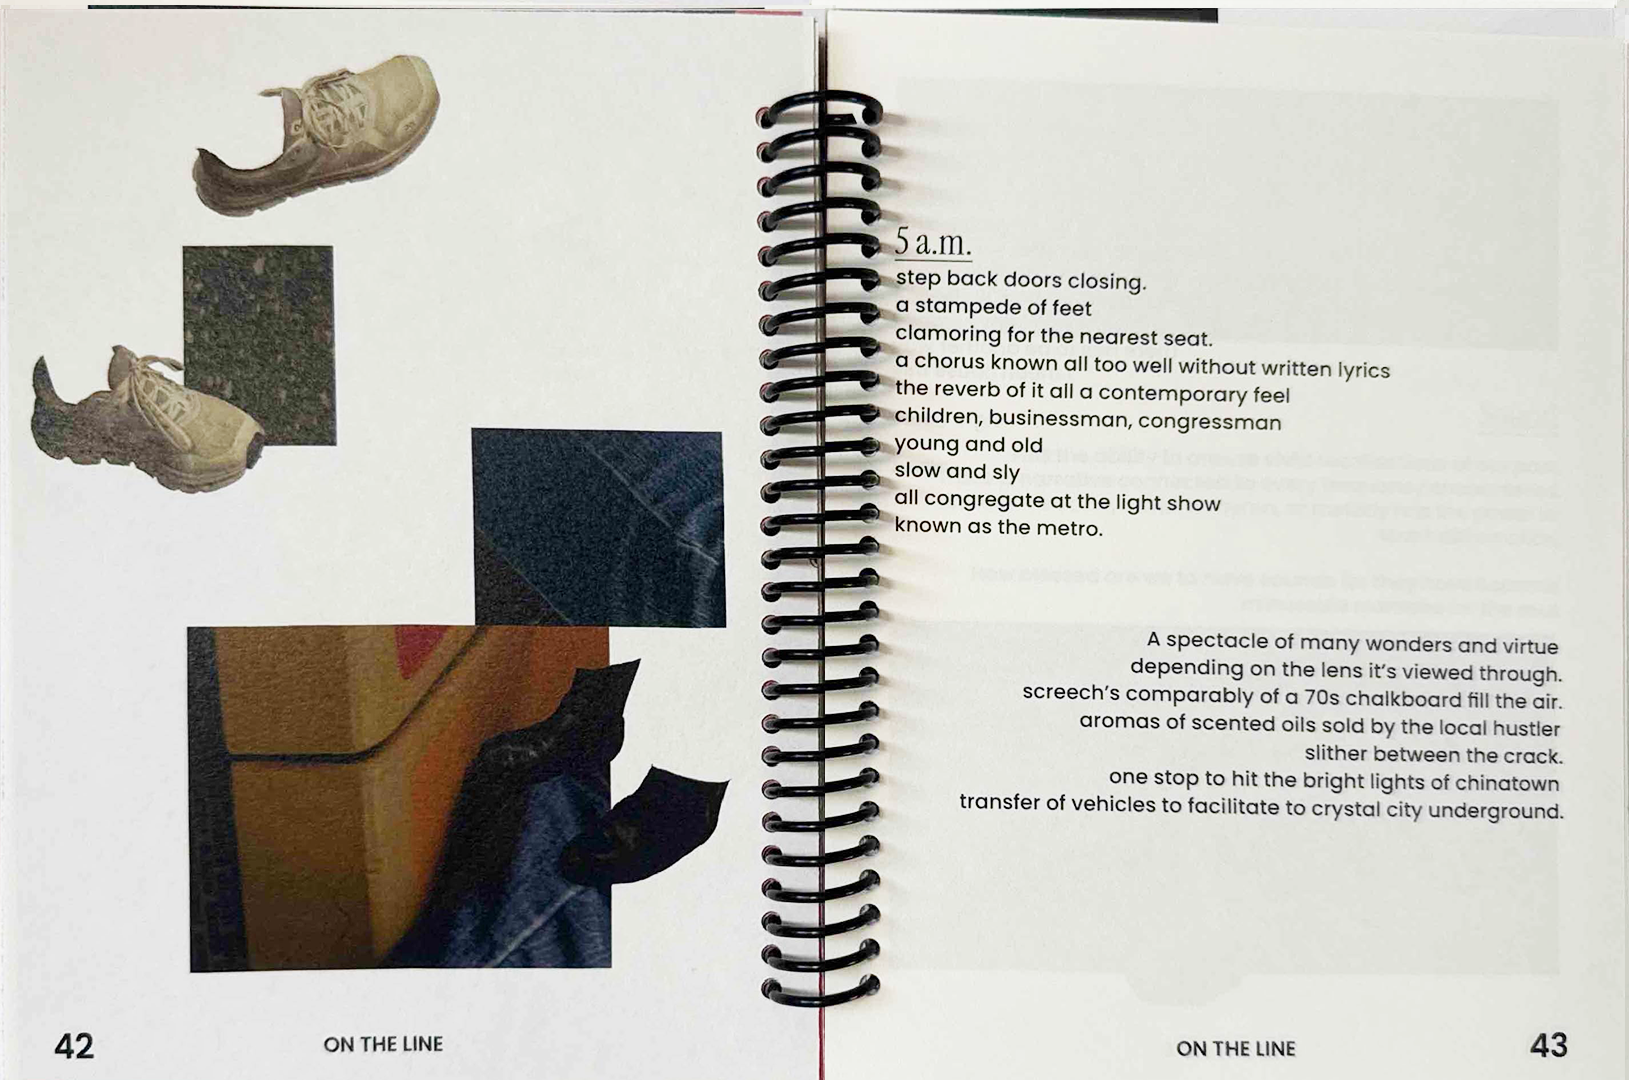 42
ON THE LINE
5 a.m.
step back doors closing.
a stampede of feet
clamoring for the nearest seat.
a chorus known all too well without written lyrics
the reverb of it all a contemporary feel
children, businessman, congressman
young and old
slow and sly
all congregate at the light show
known as the metro.
A spectacle of many wonders and virtue
depending on the lens it's viewed through.
screech's comparably of a 70s chalkboard fill the air.
aromas of scented oils sold by the local hustler
slither between the crack.
one stop to hit the bright lights of chinatown
transfer of vehicles to facilitate to crystal city underground.
ON THE LINE
43